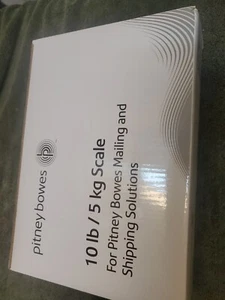 pitney bowes
10 lb / 5 kg Scale
For Pitney Bowes Mailing and
Shipping Solutions